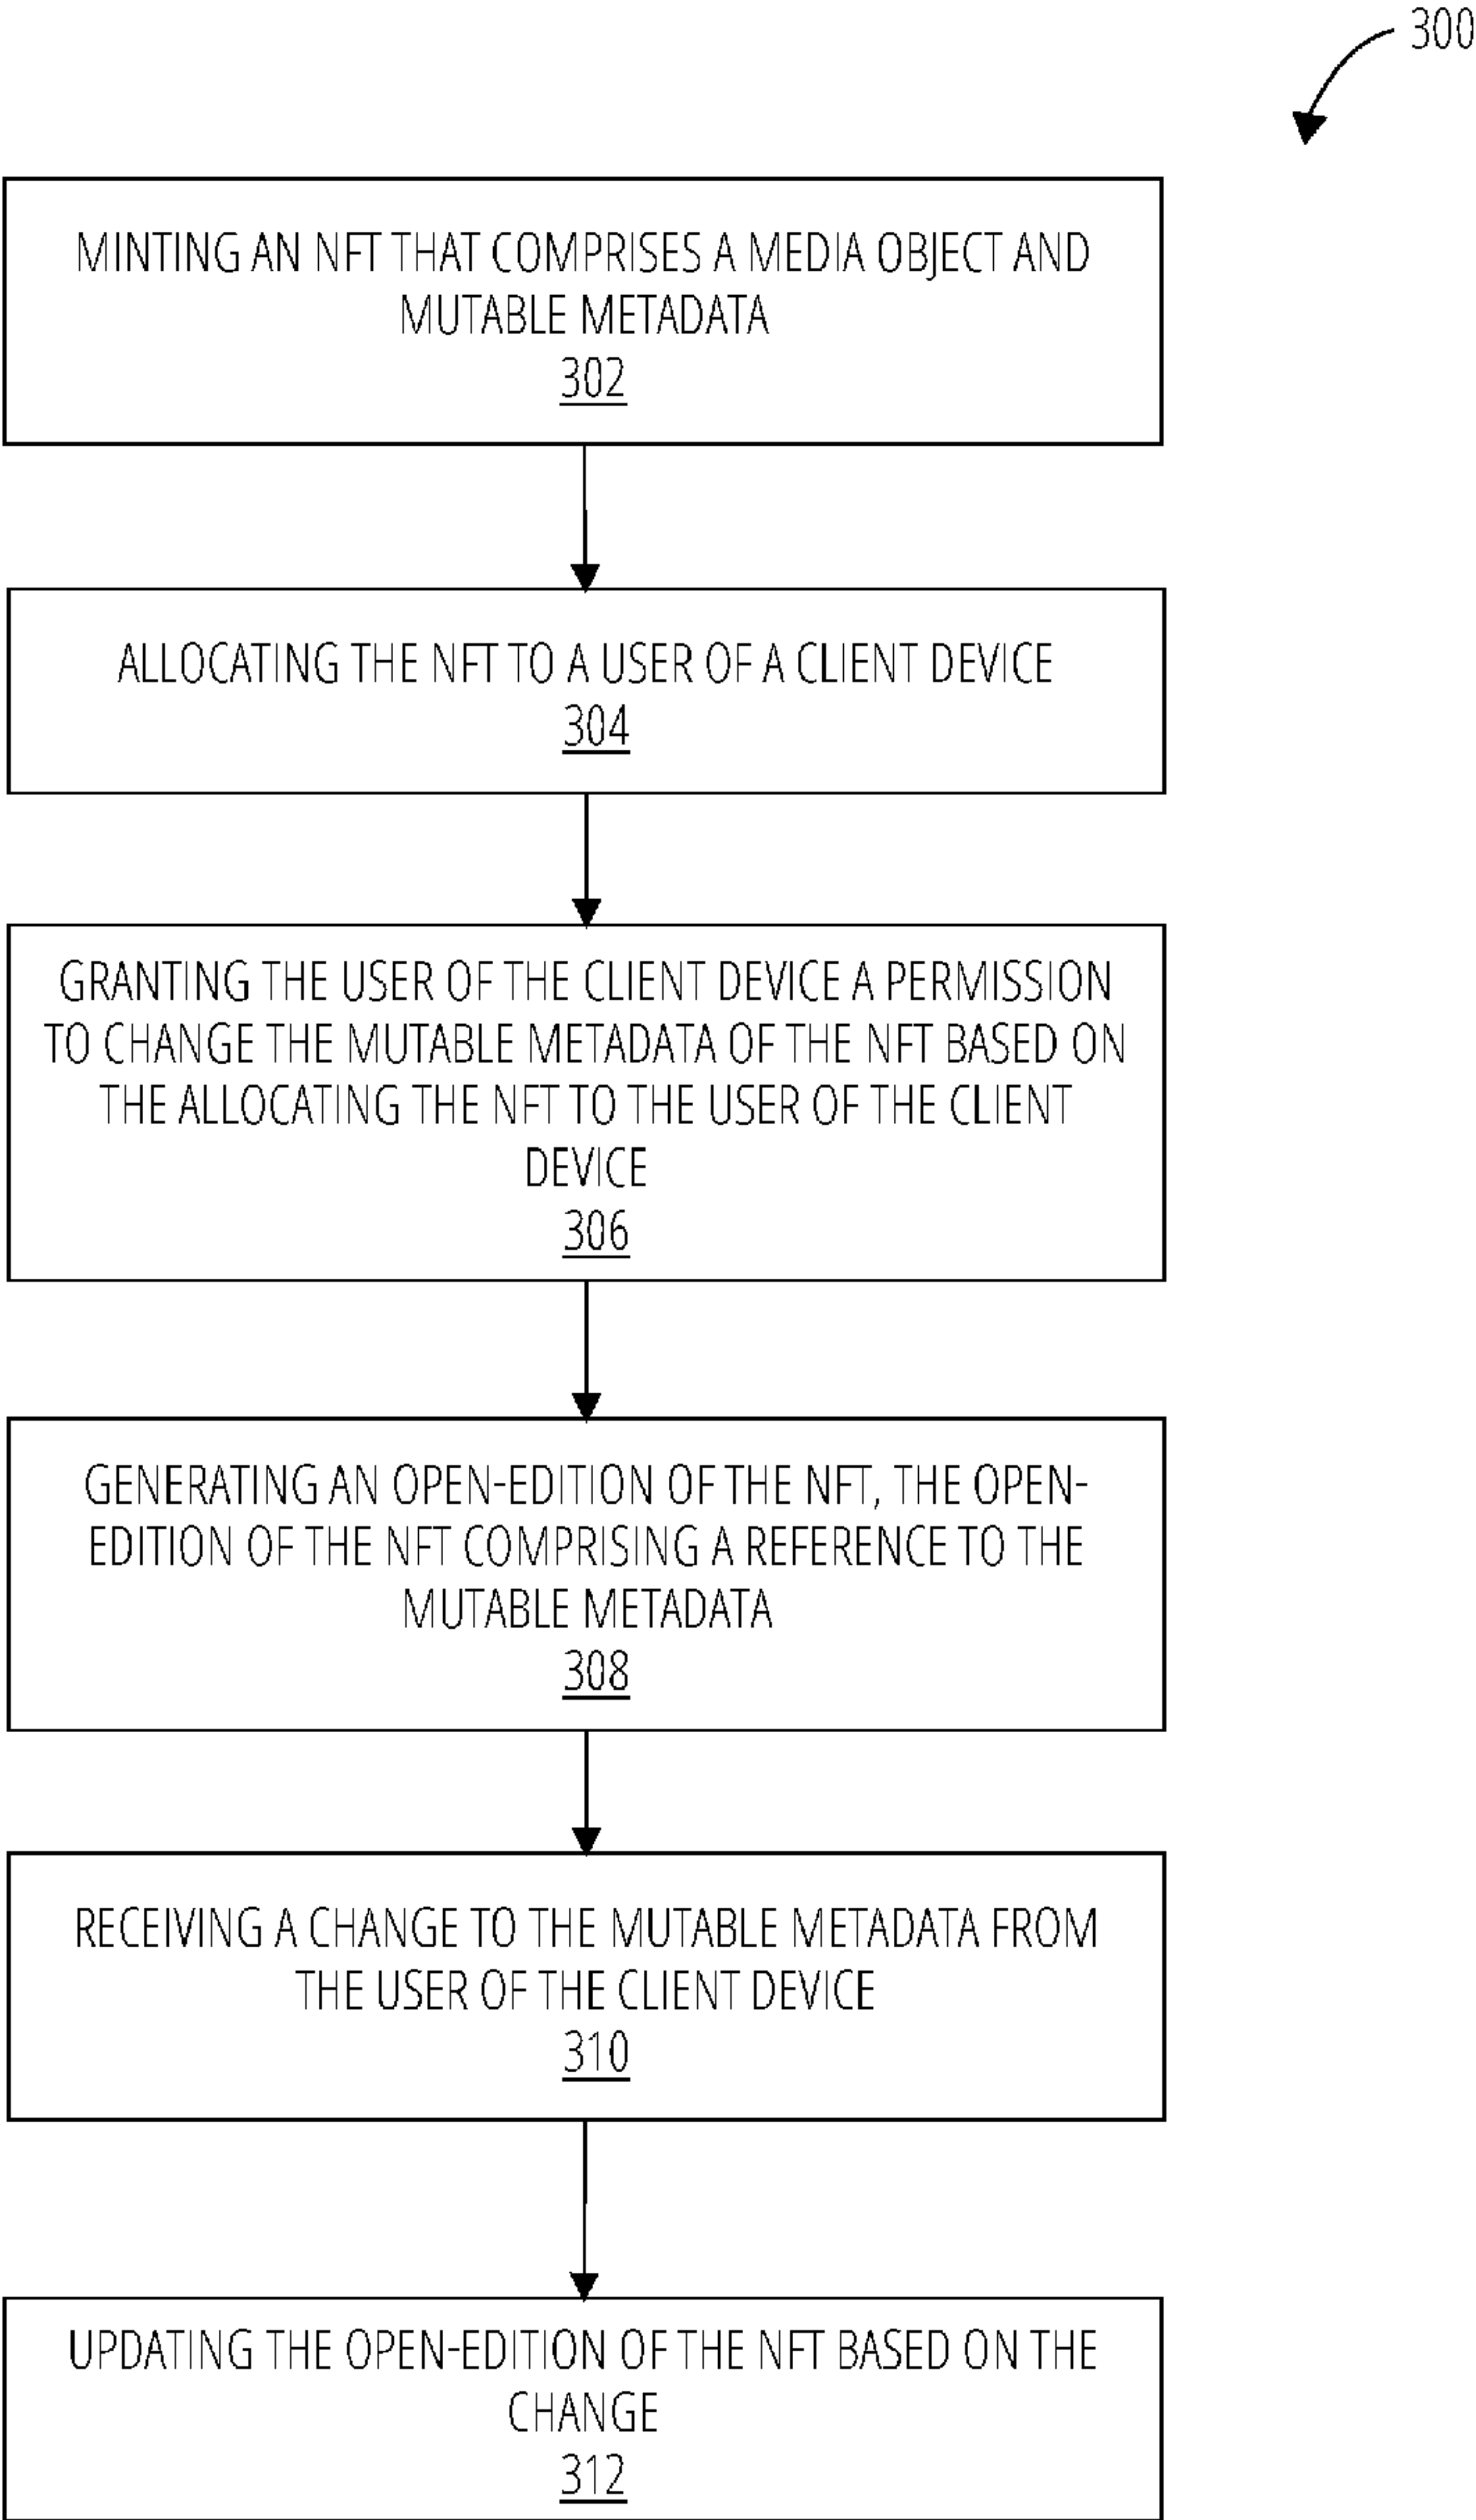 300
MINTING AN NFT THAT COMPRISES A MEDIA OBJECT AND
MUTABLE METADATA
302
ALLOCATING THE NFT TO A USER OF A CLIENT DEVICE
304
GRANTING THE USER OF THE CLIENT DEVICE A PERMISSION
TO CHANGE THE MUTABLE METADATA OF THE NFT BASED ON
THE ALLOCATING THE NFT TO THE USER OF THE CLIENT
DEVICE
306
GENERATING AN OPEN-EDITION OF THE NFT, THE OPEN-
EDITION OF THE NFT COMPRISING A REFERENCE TO THE
MUTABLE METADATA
308
RECEIVING A CHANGE TO THE MUTABLE METADATA FROM
THE USER OF THE CLIENT DEVICE
310
UPDATING THE OPEN-EDITION OF THE NFT BASED ON THE
CHANGE
312